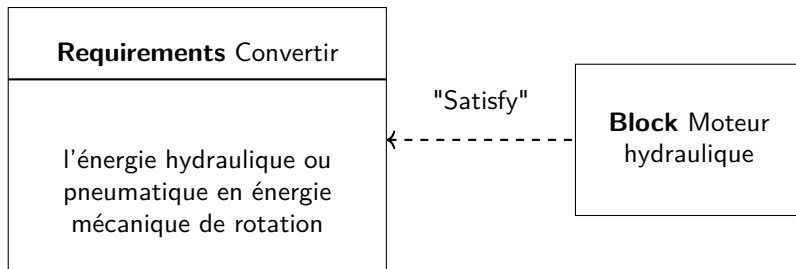 Requirements Convertir
l'énergie hydraulique ou
pneumatique en énergie
mécanique de rotation
"Satisfy"
Block Moteur
hydraulique